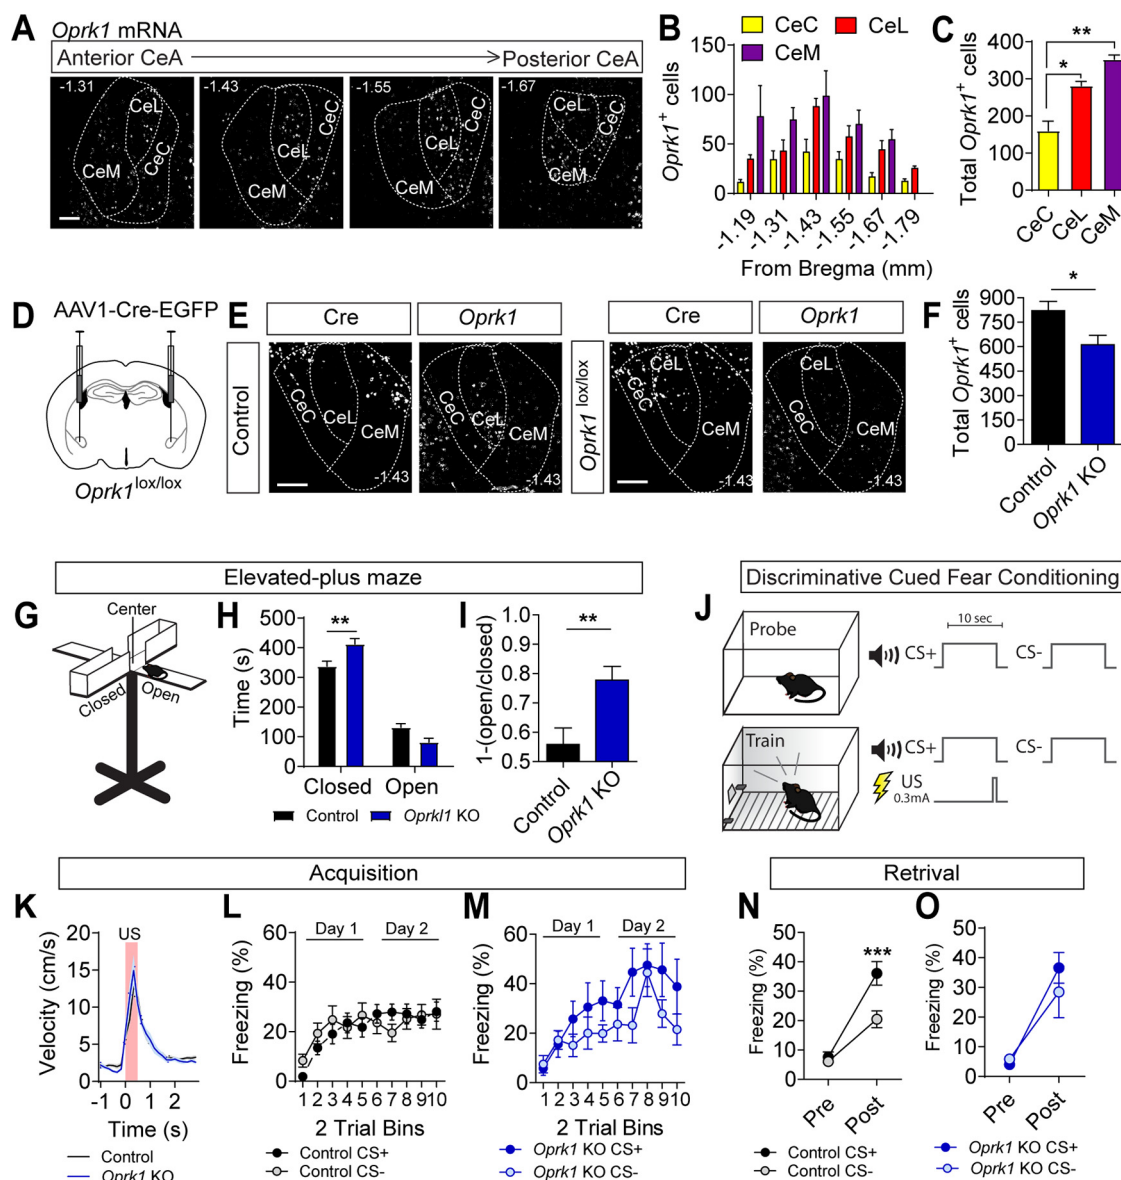 A
Oprk1 mRNA
Anterior CeA
Posterior CeA
-1.31
CeL
CeC
CeM
-1.43
CeC
CeL
CeM
-1.55
CeC
CeL
CeM
-1.67
CeL
CeC
CeM
B
CeC
CeL
CeM
Oprk1+ cells
150
100
50
0
-1.19
-1.31
-1.43
-1.55
-1.67
-1.79
From Bregma (mm)
C
Total Oprk1+ cells
400
300
200
100
0
**
*
CeC
CeL
CeM
D
AAV1-Cre-EGFP
Oprk1lox/lox
E
Cre
Oprk1
Control
CeC
CeL
CeM
-1.43
CeC
CeL
CeM
-1.43
Cre
Oprk1
Oprk1lox/lox
CeL
CeC
CeM
-1.43
CeL
CeC
CeM
-1.43
F
Total Oprk1+ cells
900
750
600
450
300
150
0
*
Control
Oprk1 KO
Elevated-plus maze
G
Center
Closed
Open
H
Time (s)
500
400
300
200
100
0
**
Closed
Open
Control
Oprkl1 KO
I
1-(open/closed)
1.0
0.9
0.8
0.7
0.6
0.5
**
Control
Oprk1 KO
Discriminative Cued Fear Conditioning
J
Probe
10 sec
CS+
CS-
Train
CS+
CS-
US
0.3mA
Acquisition
K
Velocity (cm/s)
20
15
10
5
0
US
-1 0 1 2
Time (s)
Control
Oprk1 KO
L
Freezing (%)
60
40
20
0
Day 1
Day 2
1 2 3 4 5 6 7 8 9 10
2 Trial Bins
Control CS+
Control CS-
M
Freezing (%)
60
40
20
0
Day 1
Day 2
1 2 3 4 5 6 7 8 9 10
2 Trial Bins
Oprk1 KO CS+
Oprk1 KO CS-
Retrival
N
Freezing (%)
50
40
30
20
10
0
***
Pre
Post
Control CS+
Control CS-
O
Freezing (%)
50
40
30
20
10
0
Pre
Post
Oprk1 KO CS+
Oprk1 KO CS-